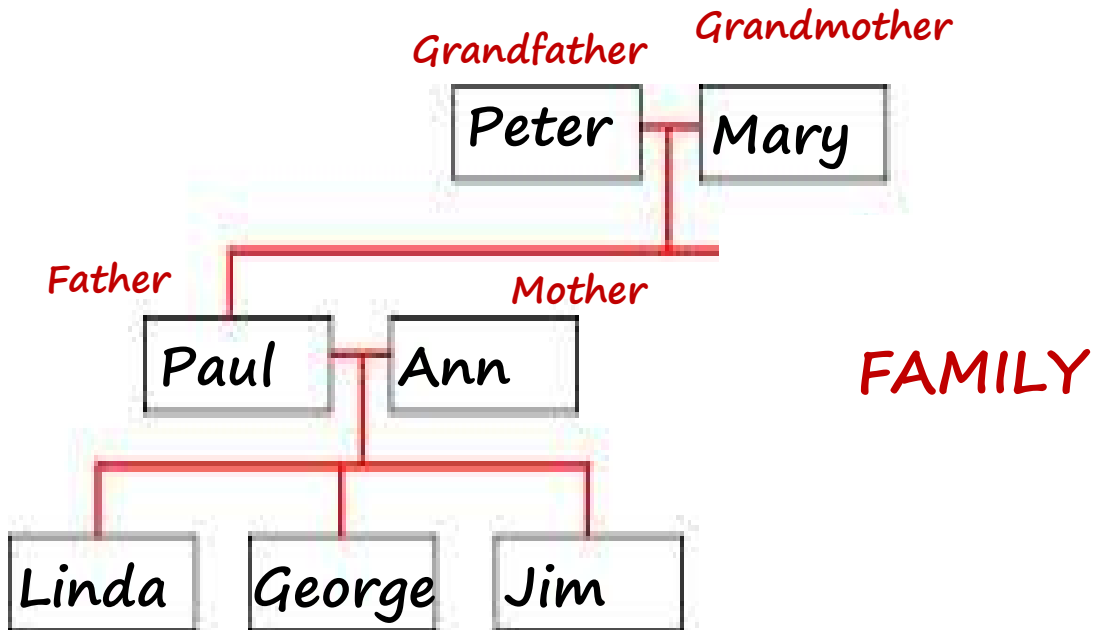 Grandfather
Grandmother
Peter
Mary
Father
Mother
Paul
Ann
FAMILY
Linda
George
Jim